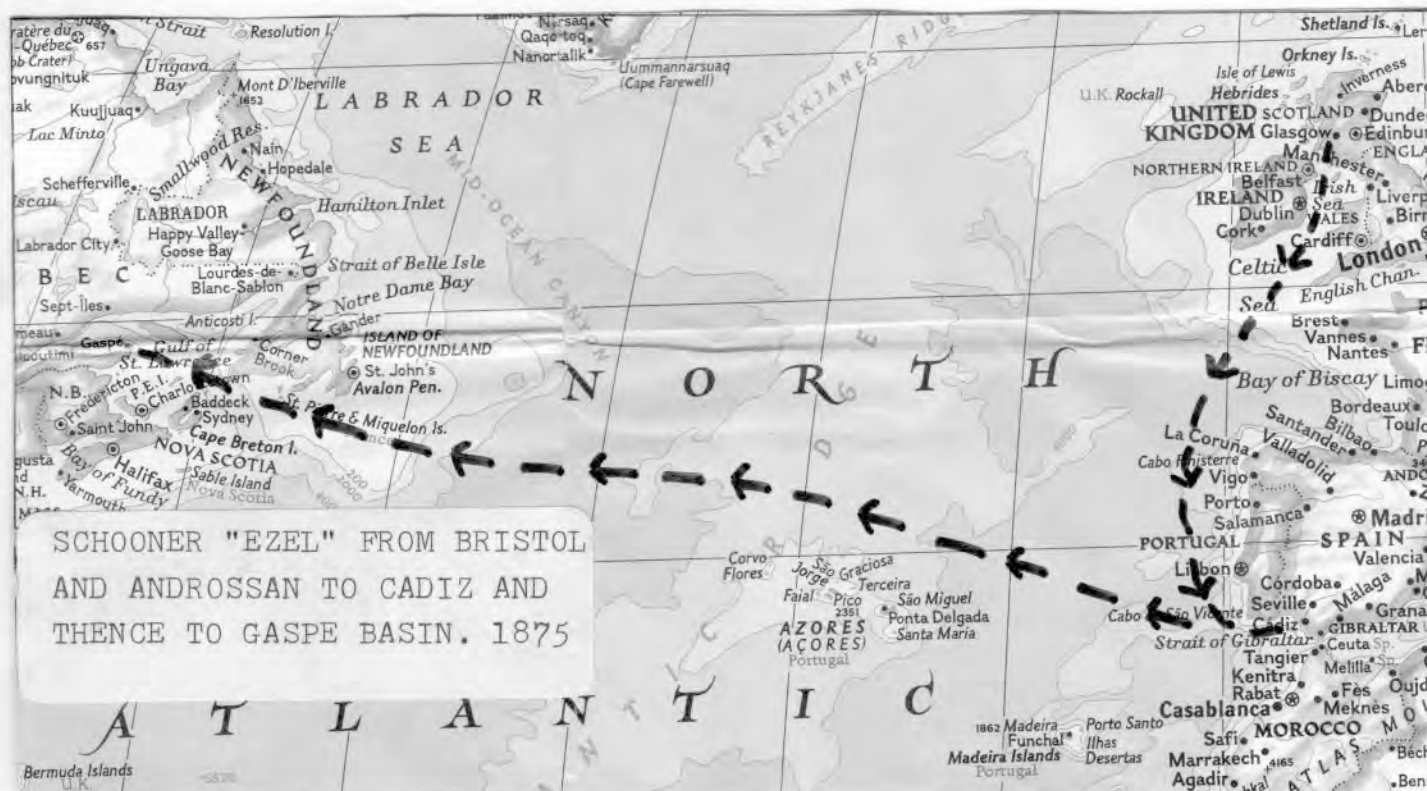 Shetland Is.
Orkney Is.
Isle of Lewis
Hebrides
Inverness
U.K. Rockall
UNITED SCOTLAND
KINGDOM Glasgow
Manchester
NORTHERN IRELAND
Belfast
Irish
IRELAND
Sea
Dublin
Cork
Cardiff
London
Celtic
Sea
English Chan.
Brest
Vannes
Nantes
Bay of Biscay
Bordeaux
Santander
Bilbao
La Coruña
Valladolid
Vigo
Porto
Salamanca
PORTUGAL
SPAIN
Valencia
Lisbon
Córdoba
Seville
Málaga
Cádiz
GIBRALTAR
Strait of Gibraltar
Ceuta Sp.
Tangier
Melilla Sp.
Kenitra
Rabat
Fès
Meknès
Casablanca
MOROCCO
Safi
Marrakech 4165
Agadir
Resolution I.
Ungava
Bay
Mont D'Iberville
1652
Kuujjuaq
Lac Minto
Smallwood Res.
Nain
Hopedale
Schefferville
NEWFOUNDLAND
LABRADOR
Hamilton Inlet
Happy Valley-
Goose Bay
Labrador City
Lourdes-de-
Blanc-Sablon
Strait of Belle Isle
Notre Dame Bay
Sept-Îles
Anticosti I.
Gander
Gaspé
Gulf of
St. Lawrence
Corner
Brook
ISLAND OF
NEWFOUNDLAND
St. John's
Avalon Pen.
N.B.
P.E.I.
Fredericton
Baddeck
Sydney
St. Pierre & Miquelon Is.
Saint John
Cape Breton I.
NOVA SCOTIA
Halifax
Sable Island
Nova Scotia
Bay of Fundy
Yarmouth
N.H.
200
Nanortalik
Uummannarsuaq
(Cape Farewell)
LABRADOR
SEA
REYKJANES RIDGE
MID-OCEAN CANYON
NORTH
ATLANTIC
Corvo
Flores
São Jorge
Graciosa
Terceira
Faial
Pico
2351
São Miguel
Ponta Delgada
Santa Maria
AZORES
(AÇORES)
Portugal
1862 Madeira
Funchal
Madeira Islands
Portugal
Porto Santo
Ilhas
Desertas
Bermuda Islands
U.K.
SCHOONER "EZEL" FROM BRISTOL
AND ANDROSSAN TO CADIZ AND
THENCE TO GASPE BASIN. 1875